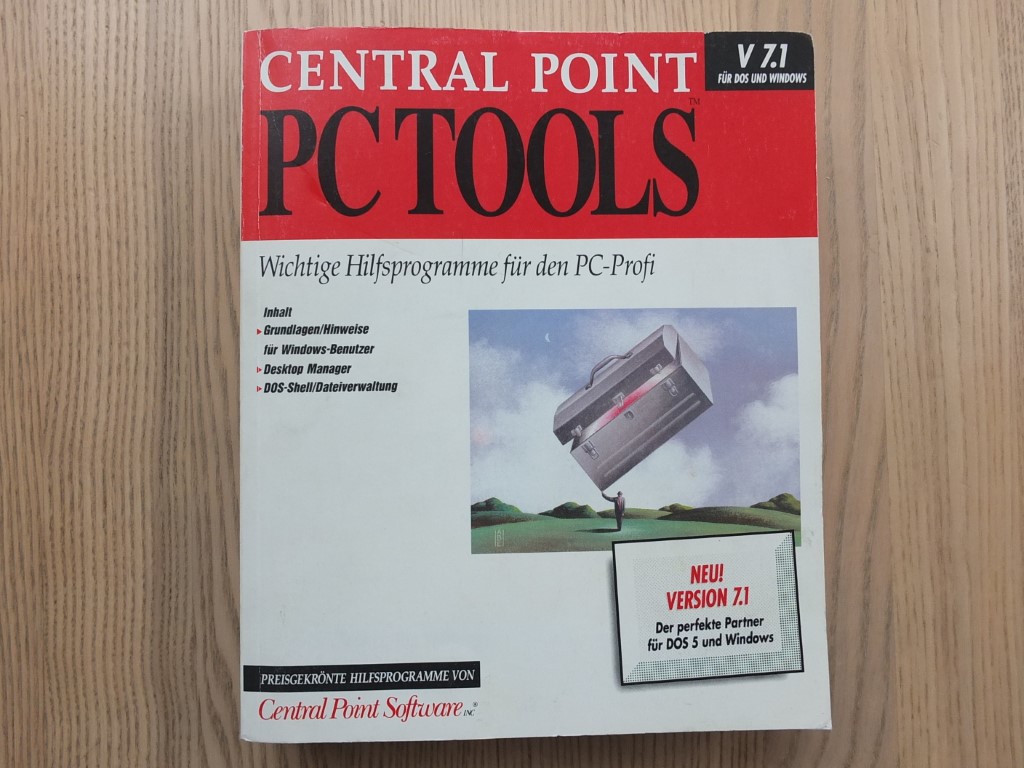 CENTRAL POINT
V 7.1
FÜR DOS UND WINDOWS
PC TOOLS™
Wichtige Hilfsprogramme für den PC-Profi
Inhalt
Grundlagen/Hinweise
für Windows-Benutzer
Desktop Manager
DOS-Shell/Dateiverwaltung
NEU!
VERSION 7.1
Der perfekte Partner
für DOS 5 und Windows
PREISGEKRÖNTE HILFSPROGRAMME VON
Central Point Software INC®